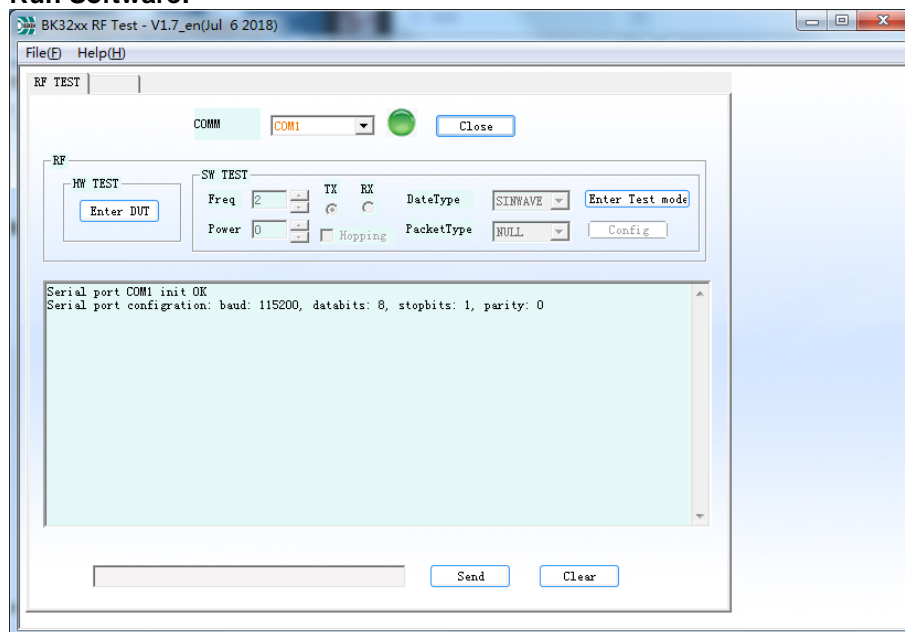 Run Software:
BK32xx RF Test - V1.7_en(Jul 6 2018)
File(F) Help(H)
RF TEST
COMM COM1 Close
RF
HW TEST
Enter DUT
SW TEST
Freq 2 TX RX DateType SINWAVE Enter Test mode
Power 0 Hopping PacketType NULL Config
Serial port COM1 init OK
Serial port configration: baud: 115200, databits: 8, stopbits: 1, parity: 0
Send Clear